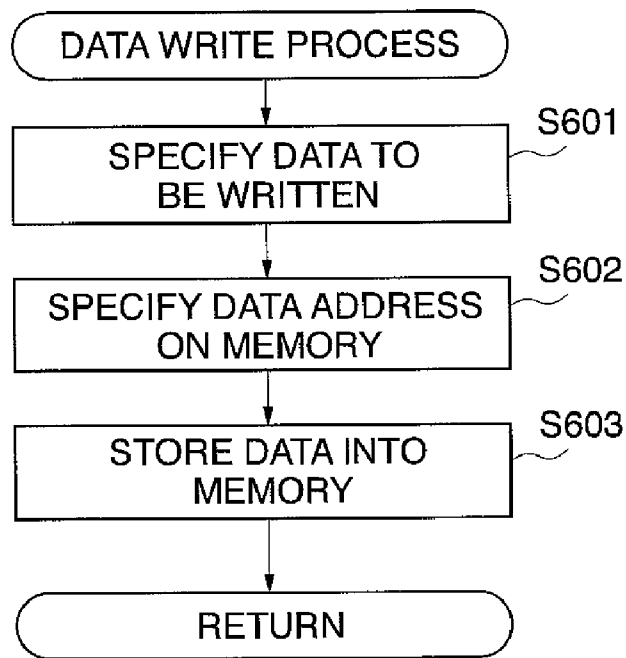 DATA WRITE PROCESS
S601
SPECIFY DATA TO
BE WRITTEN
S602
SPECIFY DATA ADDRESS
ON MEMORY
S603
STORE DATA INTO
MEMORY
RETURN